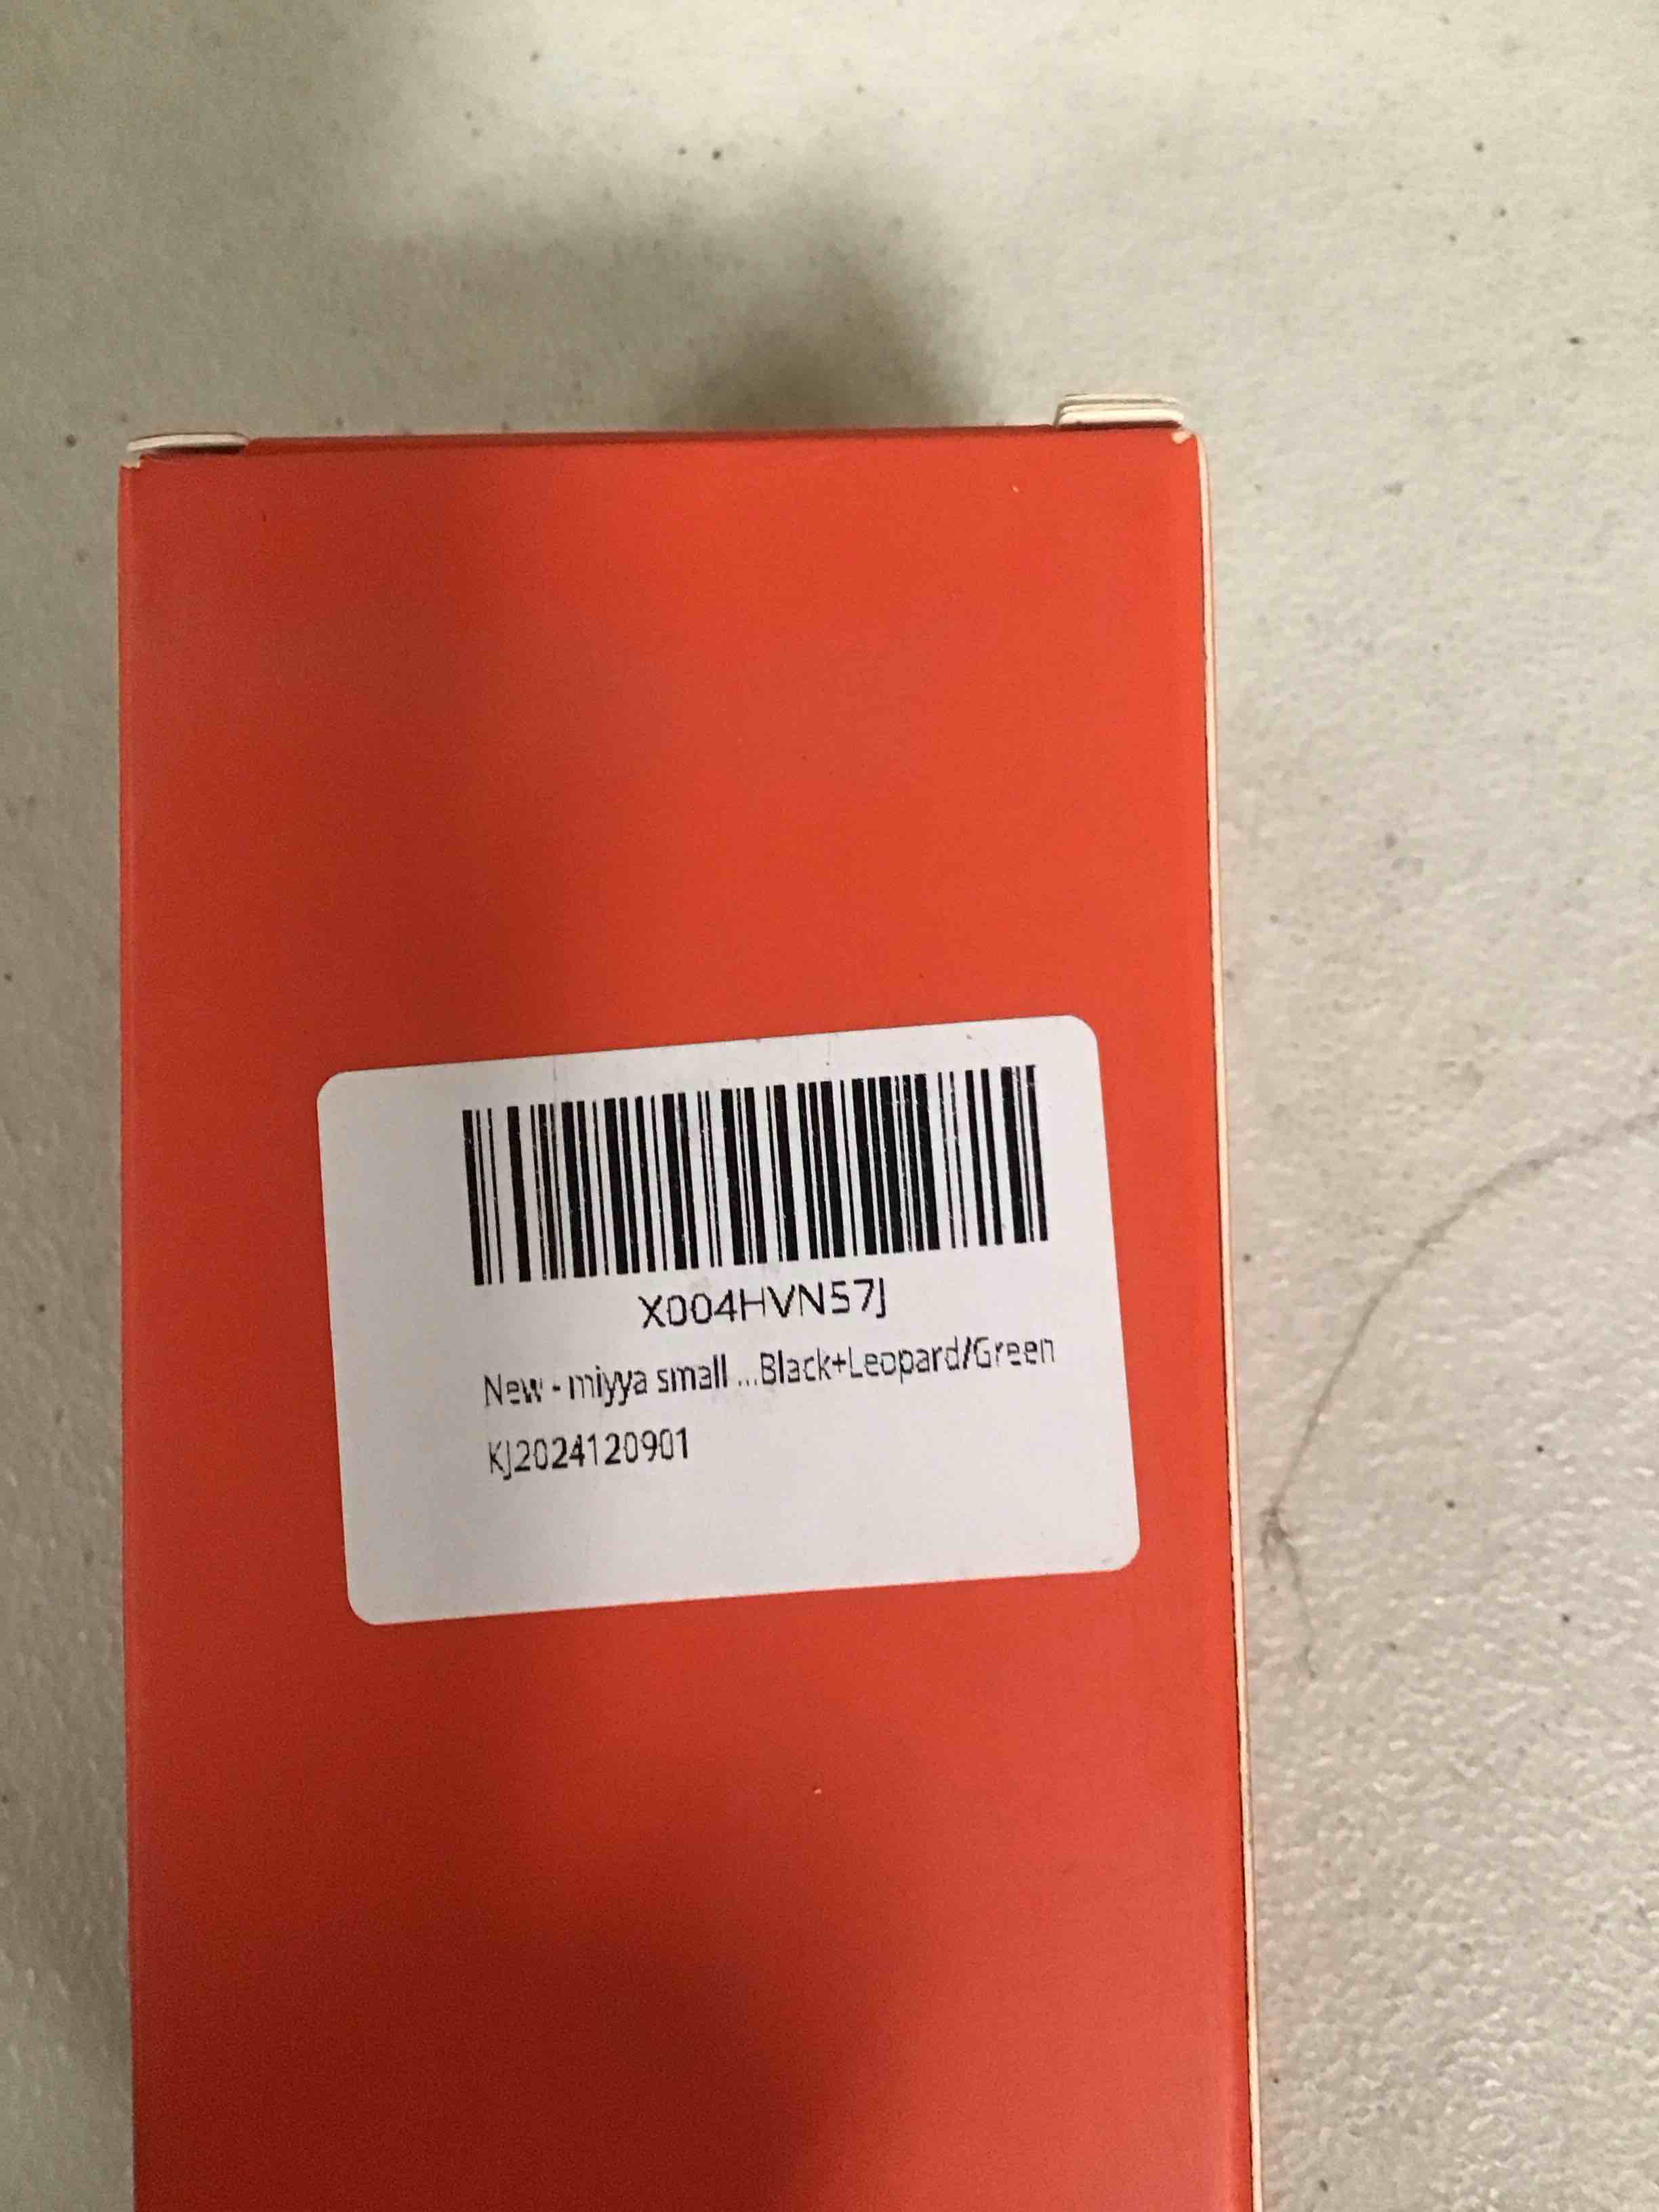 X004HVN57J
New - miyya small ...Black+Leopard/Green
KJ2024120901